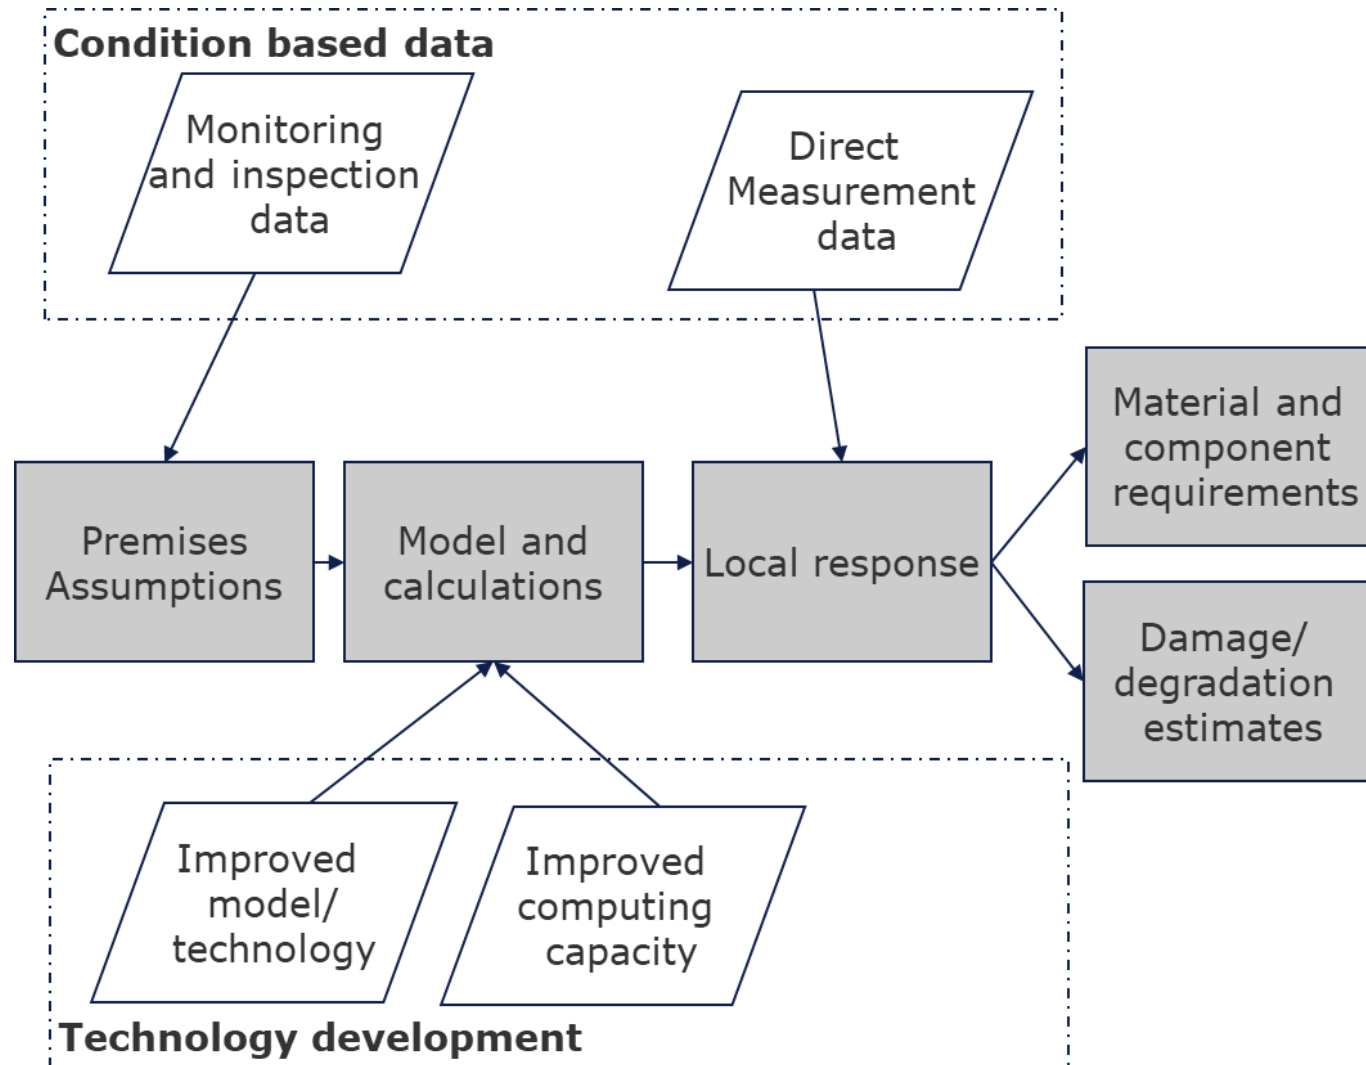 Condition based data
Monitoring
and inspection
data
Direct
Measurement
data
Premises
Assumptions
Model and
calculations
Local response
Material and
component
requirements
Damage/
degradation
estimates
Improved
model/
technology
Improved
computing
capacity
Technology development